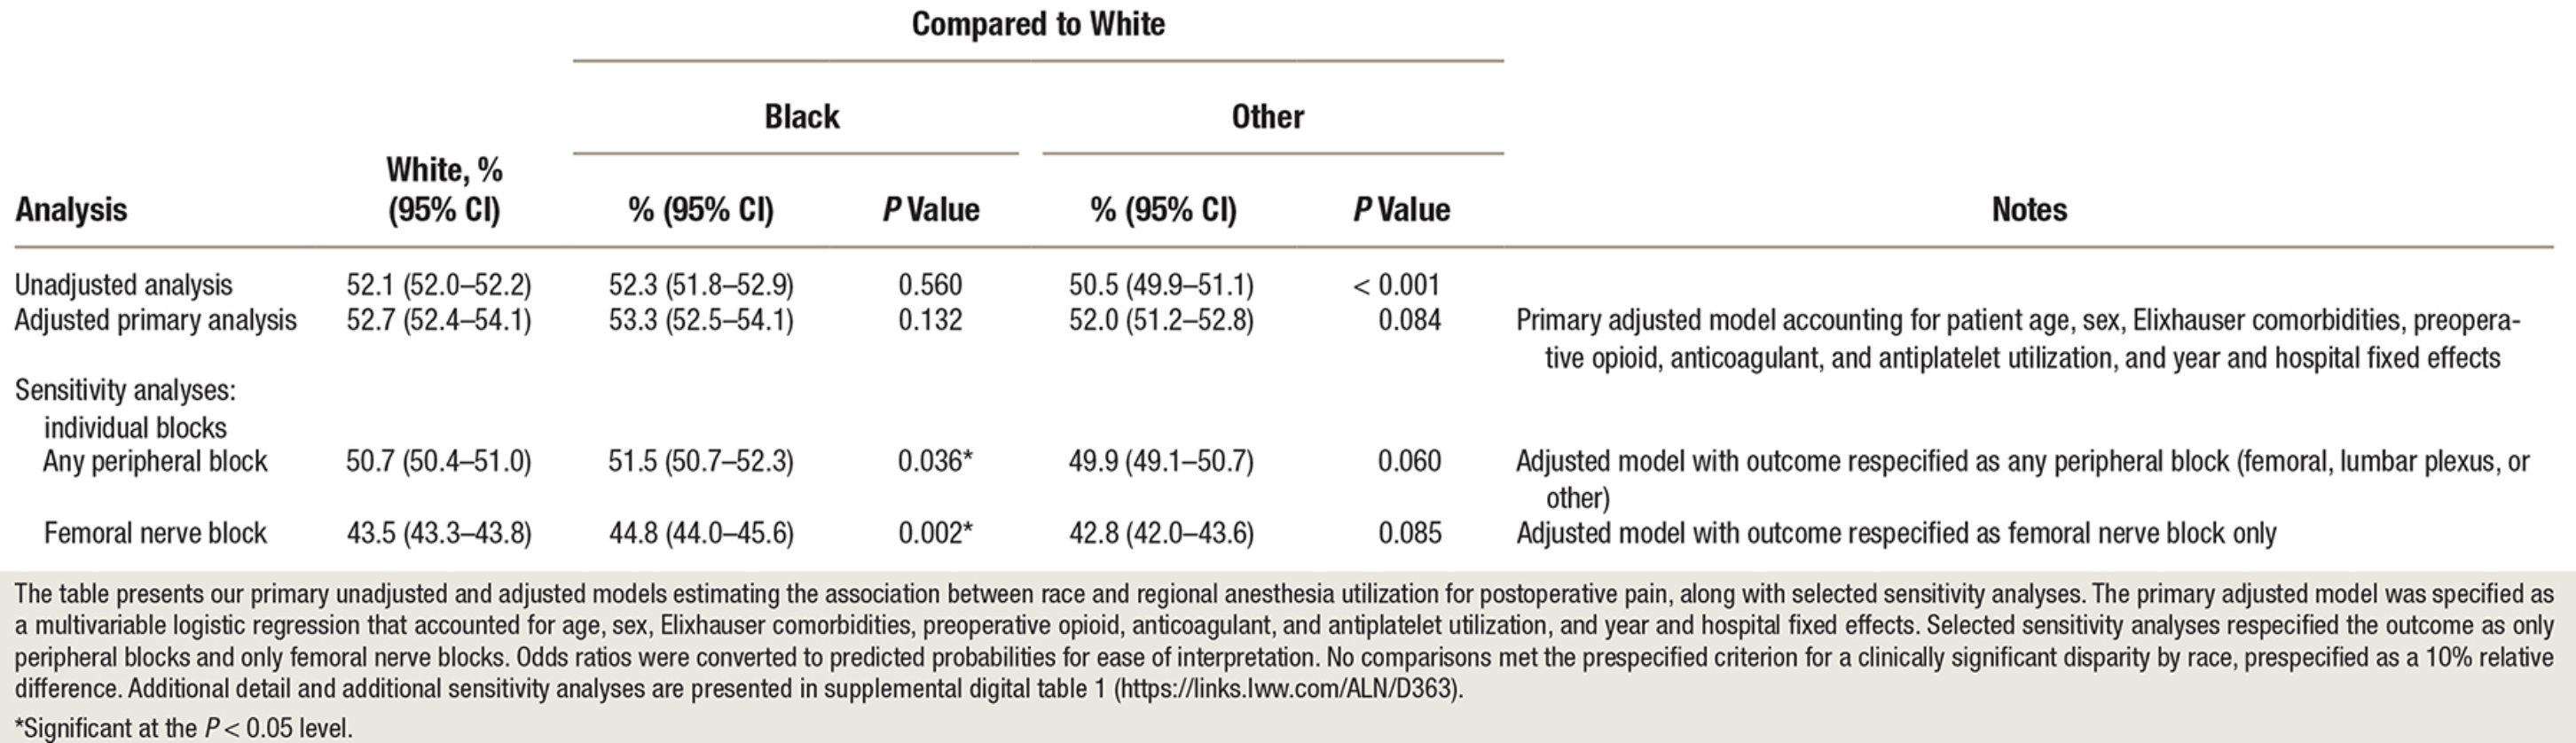 Compared to White
Black Other
White, %
Analysis (95% CI) % (95% CI) P Value % (95% CI) P Value Notes
Unadjusted analysis 52.1 (52.0–52.2) 52.3 (51.8–52.9) 0.560 50.5 (49.9–51.1) < 0.001
Adjusted primary analysis 52.7 (52.4–54.1) 53.3 (52.5–54.1) 0.132 52.0 (51.2–52.8) 0.084 Primary adjusted model accounting for patient age, sex, Elixhauser comorbidities, preopera-
tive opioid, anticoagulant, and antiplatelet utilization, and year and hospital fixed effects
Sensitivity analyses:
individual blocks
Any peripheral block 50.7 (50.4–51.0) 51.5 (50.7–52.3) 0.036* 49.9 (49.1–50.7) 0.060 Adjusted model with outcome respecified as any peripheral block (femoral, lumbar plexus, or
other)
Femoral nerve block 43.5 (43.3–43.8) 44.8 (44.0–45.6) 0.002* 42.8 (42.0–43.6) 0.085 Adjusted model with outcome respecified as femoral nerve block only
The table presents our primary unadjusted and adjusted models estimating the association between race and regional anesthesia utilization for postoperative pain, along with selected sensitivity analyses. The primary adjusted model was specified as
a multivariable logistic regression that accounted for age, sex, Elixhauser comorbidities, preoperative opioid, anticoagulant, and antiplatelet utilization, and year and hospital fixed effects. Selected sensitivity analyses respecified the outcome as only
peripheral blocks and only femoral nerve blocks. Odds ratios were converted to predicted probabilities for ease of interpretation. No comparisons met the prespecified criterion for a clinically significant disparity by race, prespecified as a 10% relative
difference. Additional detail and additional sensitivity analyses are presented in supplemental digital table 1 (https://links.lww.com/ALN/D363).
*Significant at the P < 0.05 level.